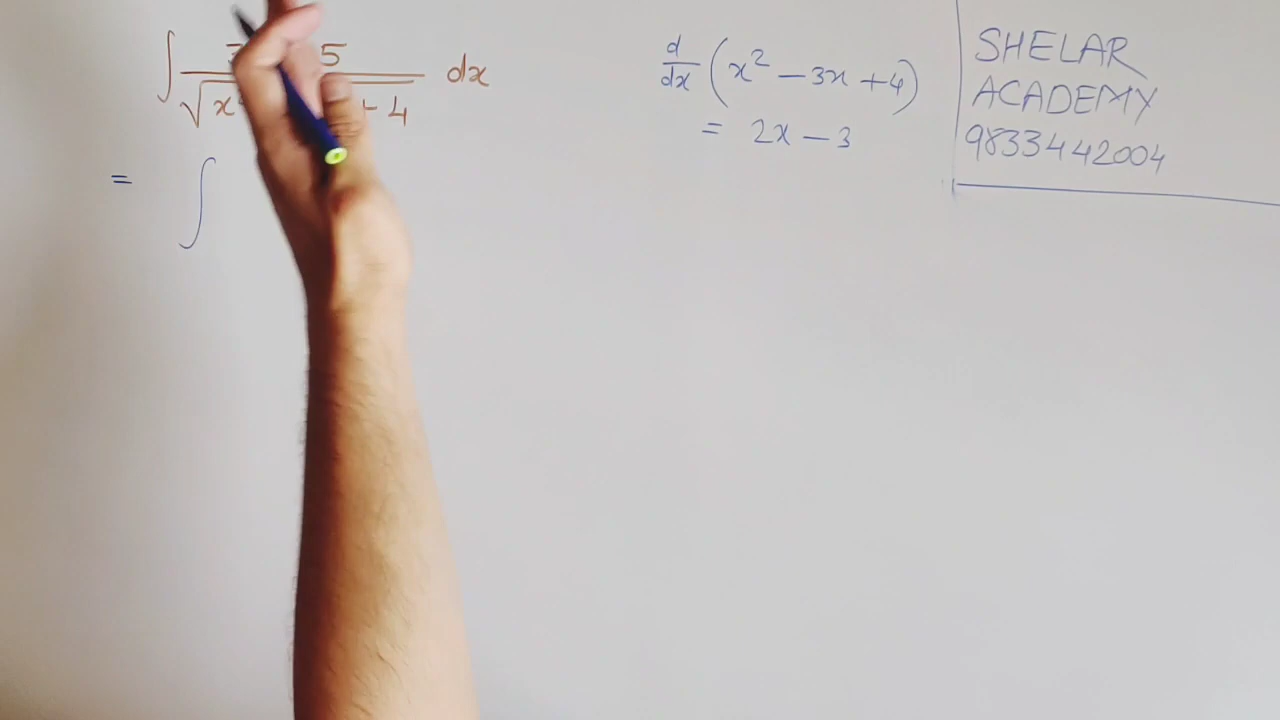 ∫ 5 / √x + 4 dx
= ∫
d/dx (x² − 3x + 4)
= 2x − 3
SHELAR
ACADEMY
9833442004